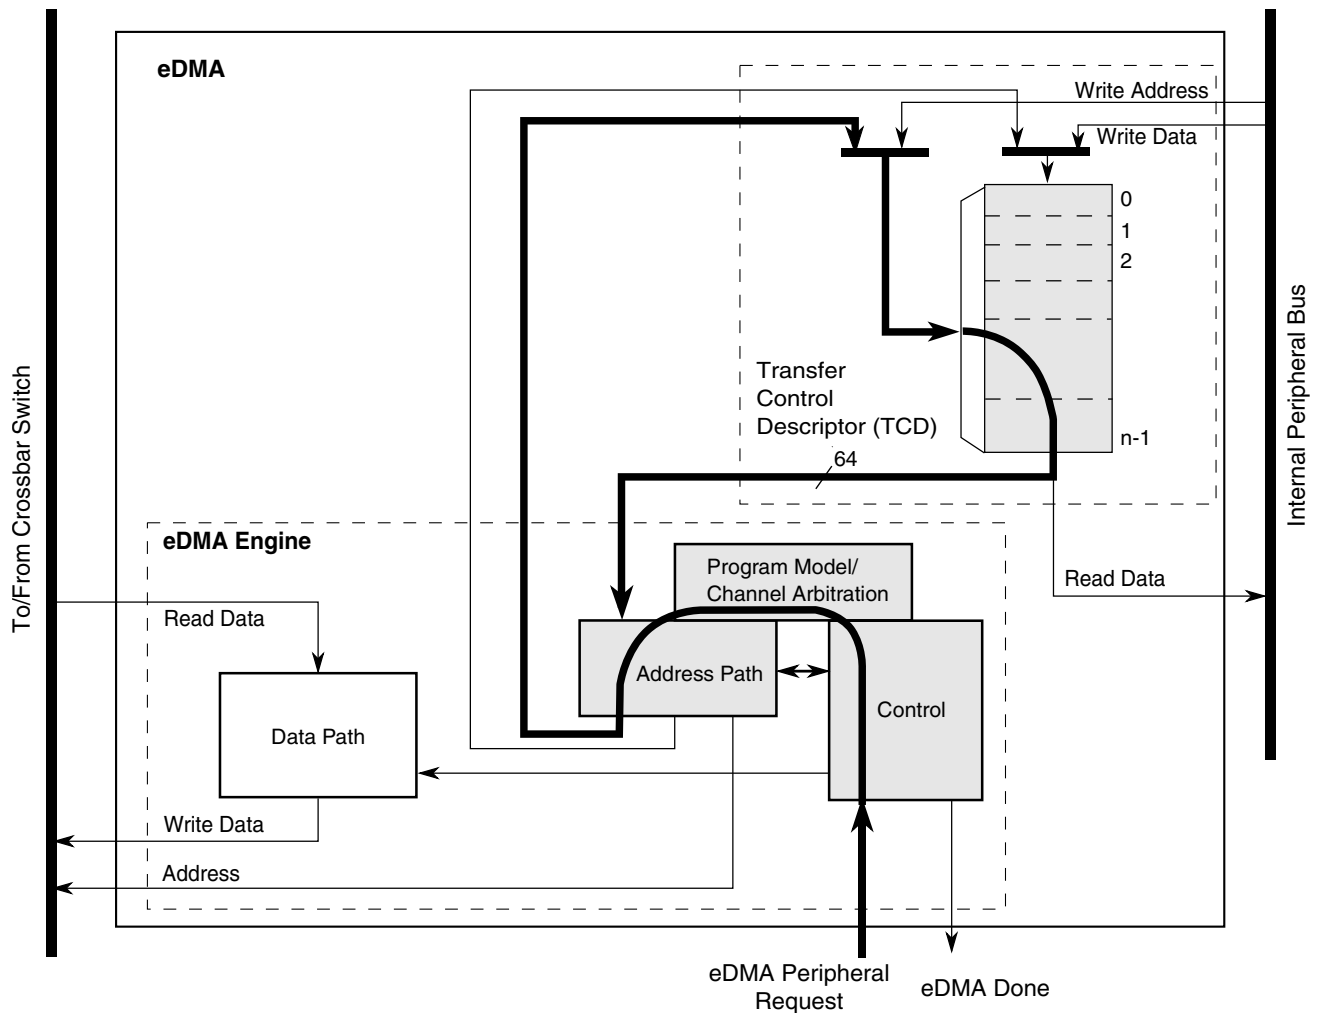 eDMA
Write Address
Write Data
0
1
2
n-1
Transfer
Control
Descriptor (TCD)
64
To/From Crossbar Switch
Internal Peripheral Bus
eDMA Engine
Program Model/
Channel Arbitration
Read Data
Read Data
Address Path
Control
Data Path
Write Data
Address
eDMA Peripheral
Request
eDMA Done